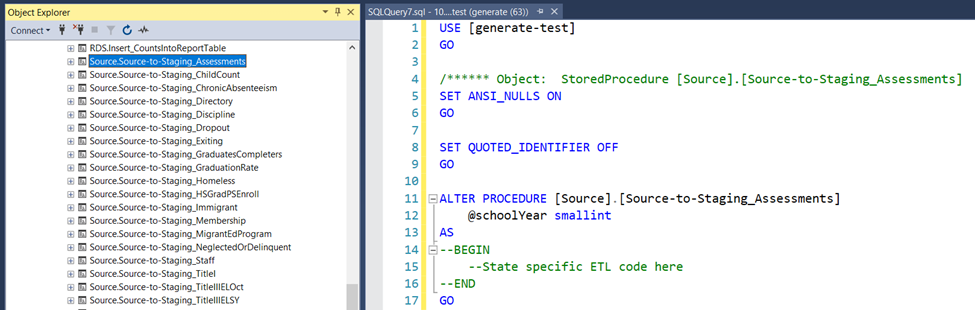 Object Explorer
Connect
RDS.Insert_CountsIntoReportTable
Source.Source-to-Staging_Assessments
Source.Source-to-Staging_ChildCount
Source.Source-to-Staging_ChronicAbsenteeism
Source.Source-to-Staging_Directory
Source.Source-to-Staging_Discipline
Source.Source-to-Staging_Dropout
Source.Source-to-Staging_Exiting
Source.Source-to-Staging_GraduatesCompleters
Source.Source-to-Staging_GraduationRate
Source.Source-to-Staging_Homeless
Source.Source-to-Staging_HSGradPSEnroll
Source.Source-to-Staging_Immigrant
Source.Source-to-Staging_Membership
Source.Source-to-Staging_MigrantEdProgram
Source.Source-to-Staging_NeglectedOrDelinquent
Source.Source-to-Staging_Staff
Source.Source-to-Staging_TitleI
Source.Source-to-Staging_TitleIIIELOct
Source.Source-to-Staging_TitleIIIELSY
SQLQuery7.sql - 10....test (generate (63))
1 USE [generate-test]
2 GO
3
4 /****** Object:  StoredProcedure [Source].[Source-to-Staging_Assessments]
5 SET ANSI_NULLS ON
6 GO
7
8 SET QUOTED_IDENTIFIER OFF
9 GO
10
11 ALTER PROCEDURE [Source].[Source-to-Staging_Assessments]
12 @schoolYear smallint
13 AS
14 --BEGIN
15 --State specific ETL code here
16 --END
17 GO